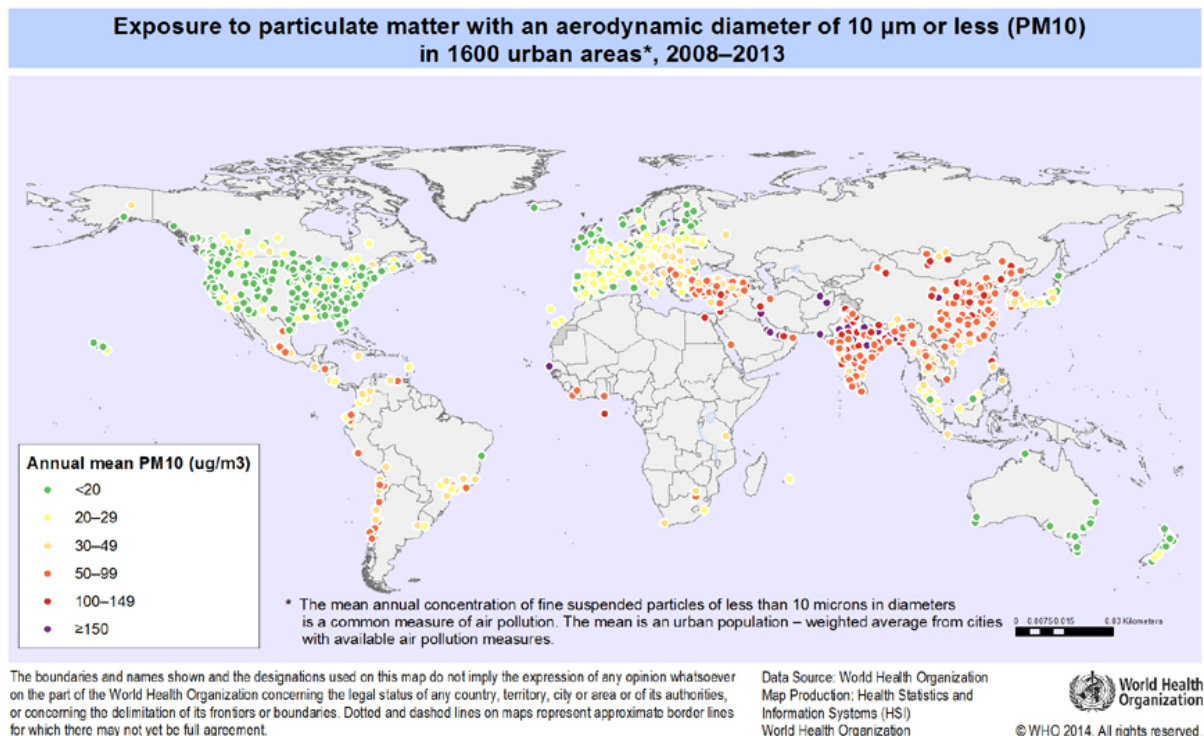 Exposure to particulate matter with an aerodynamic diameter of 10 µm or less (PM10)
in 1600 urban areas*, 2008–2013
Annual mean PM10 (ug/m3)
<20
20–29
30–49
50–99
100–149
≥150
* The mean annual concentration of fine suspended particles of less than 10 microns in diameters
is a common measure of air pollution. The mean is an urban population – weighted average from cities
with available air pollution measures.
0 0.00750.015 0.03 Kilometers
The boundaries and names shown and the designations used on this map do not imply the expression of any opinion whatsoever
on the part of the World Health Organization concerning the legal status of any country, territory, city or area or of its authorities,
or concerning the delimitation of its frontiers or boundaries. Dotted and dashed lines on maps represent approximate border lines
for which there may not yet be full agreement.
Data Source: World Health Organization
Map Production: Health Statistics and
Information Systems (HSI)
World Health Organization
World Health
Organization
© WHO 2014. All rights reserved.